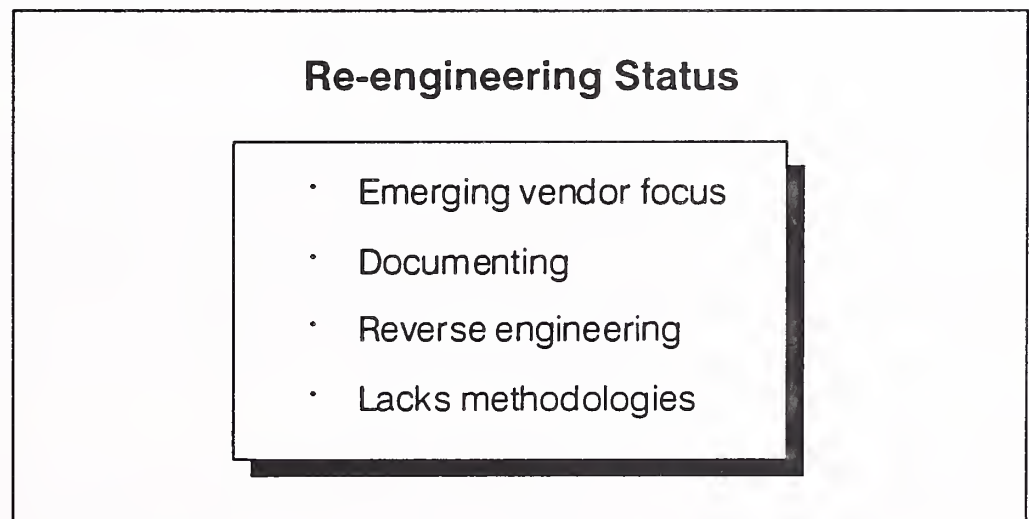 Re-engineering Status
· Emerging vendor focus
· Documenting
· Reverse engineering
· Lacks methodologies